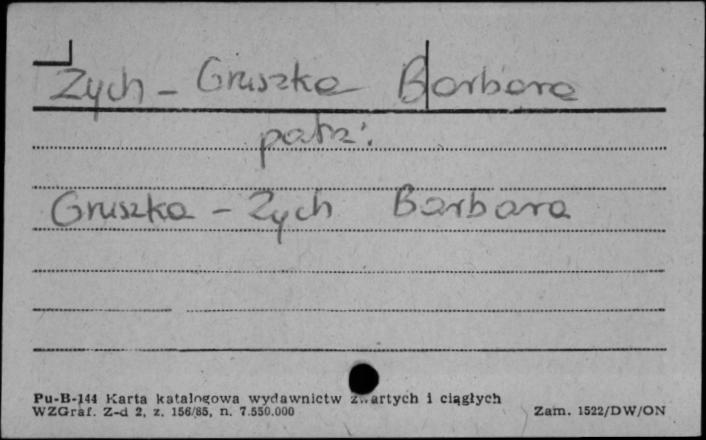 Zych - Gruszka Barbara
patrz:
Gruszka - Zych Barbara
Pu-B-144 Karta katalogowa wydawnictw zwartych i ciągłych
WZGraf. Z-d 2, z. 156/85, n. 7.550.000
Zam. 1522/DW/ON